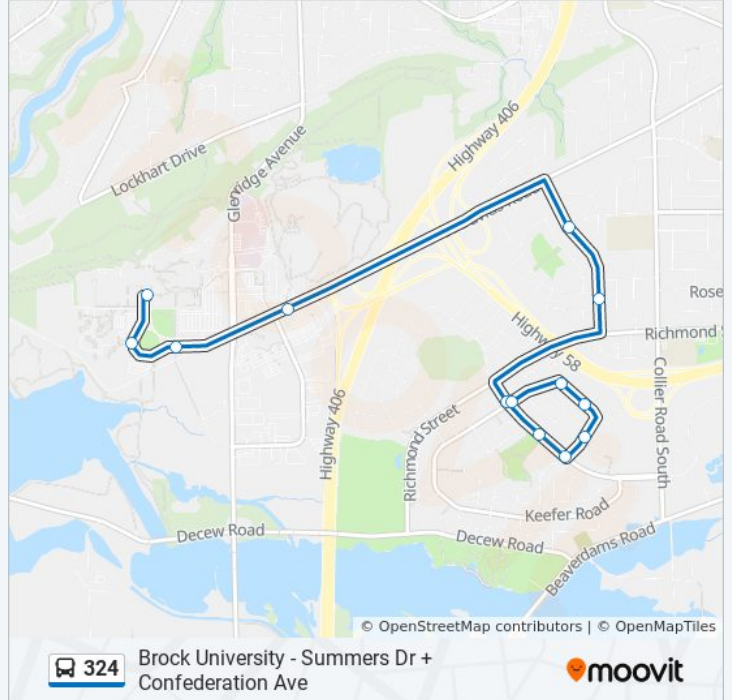 Highway 406
Lockhart Drive
Glenridge Avenue
Rose
Highway 58
Richmond S
Highway 406
Richmond Street
Collier Road South
Keefer Road
Decew Road
Decew Road
Beaverdams Road
© OpenStreetMap contributors | © OpenMapTiles
324
Brock University - Summers Dr +
Confederation Ave
moovit